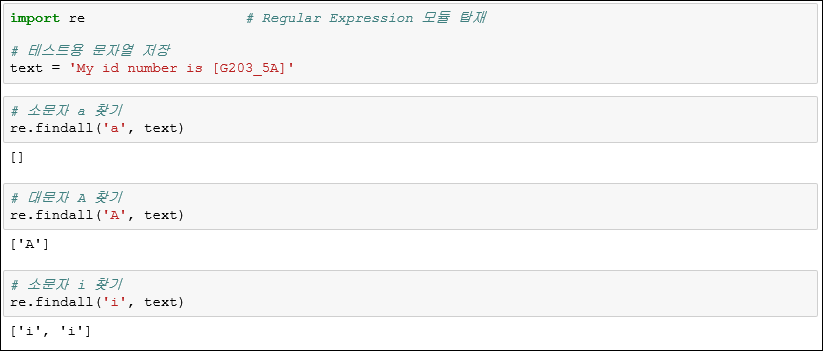 import re # Regular Expression 모듈 탑재
# 테스트용 문자열 저장
text = 'My id number is [G203_5A]'
# 소문자 a 찾기
re.findall('a', text)
[]
# 대문자 A 찾기
re.findall('A', text)
['A']
# 소문자 i 찾기
re.findall('i', text)
['i', 'i']